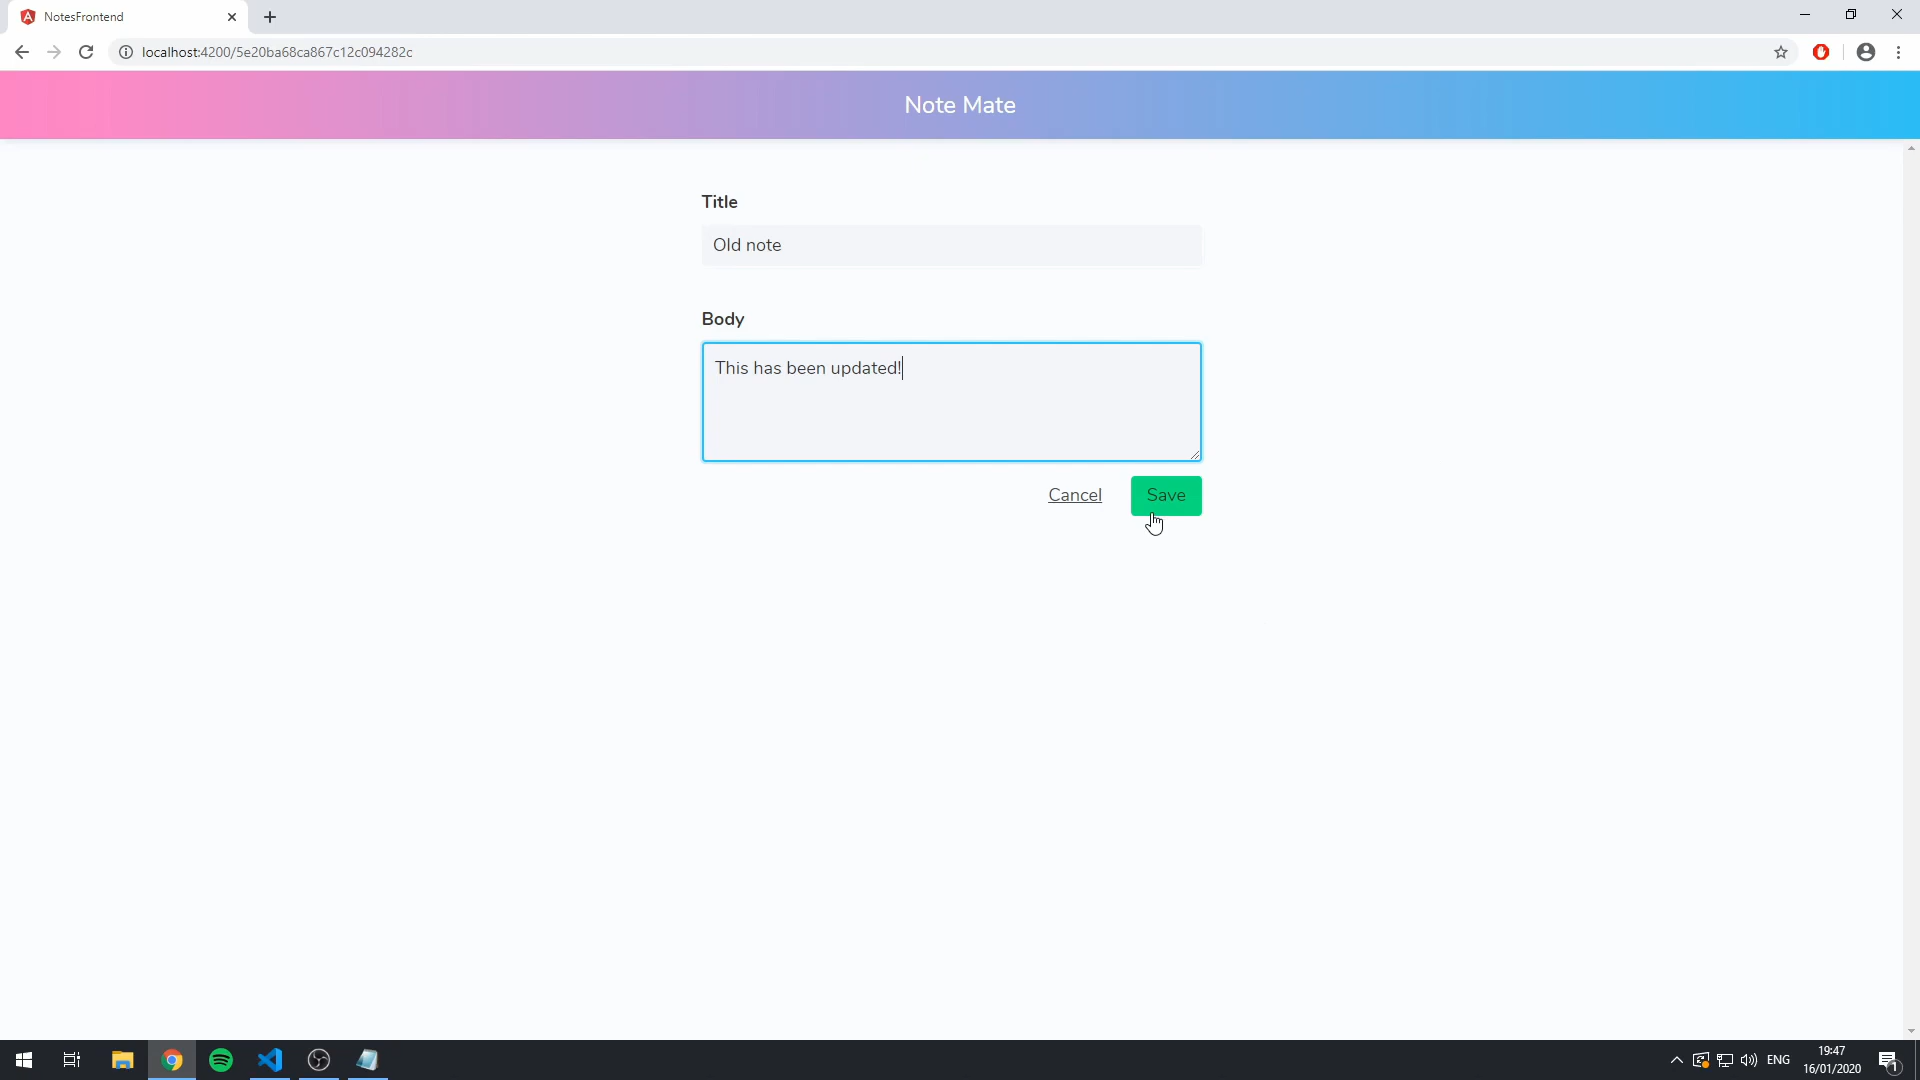 NotesFrontend
localhost:4200/5e20ba68ca867c12c094282c
Note Mate
Title
Old note
Body
This has been updated!
Cancel
Save
ENG
19:47
16/01/2020
1